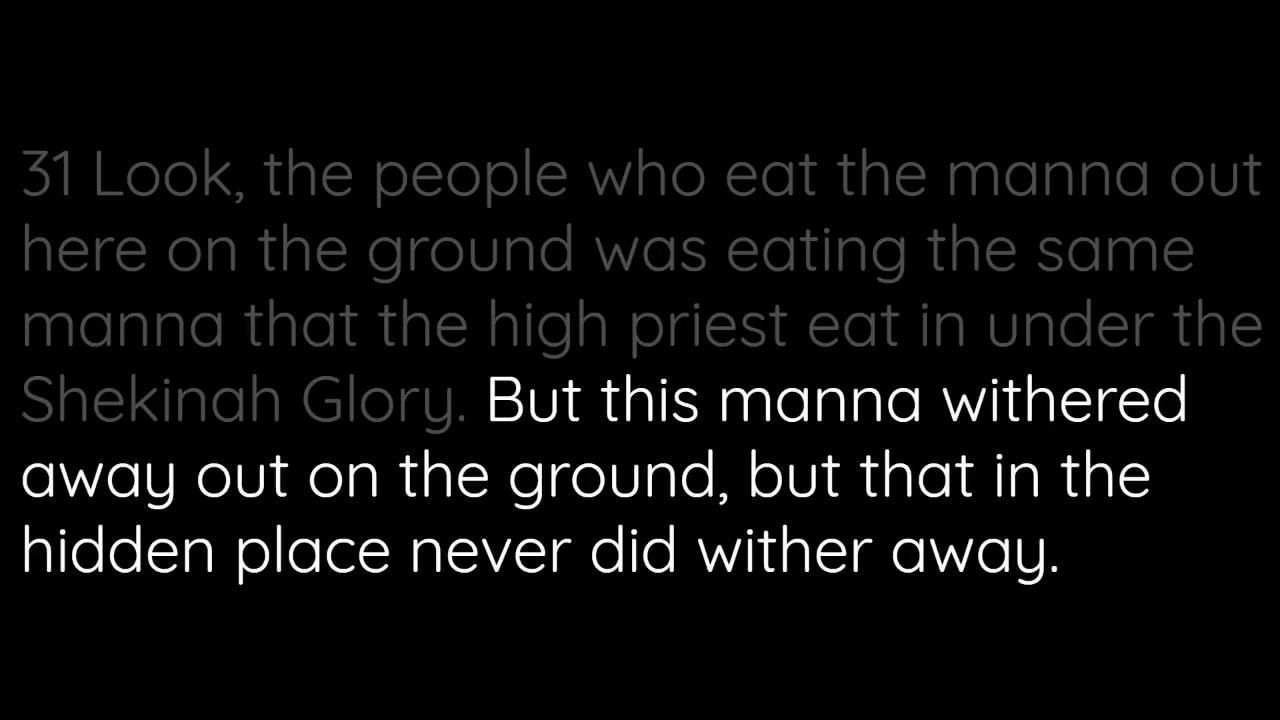 31 Look, the people who eat the manna out
here on the ground was eating the same
manna that the high priest eat in under the
Shekinah Glory. But this manna withered
away out on the ground, but that in the
hidden place never did wither away.